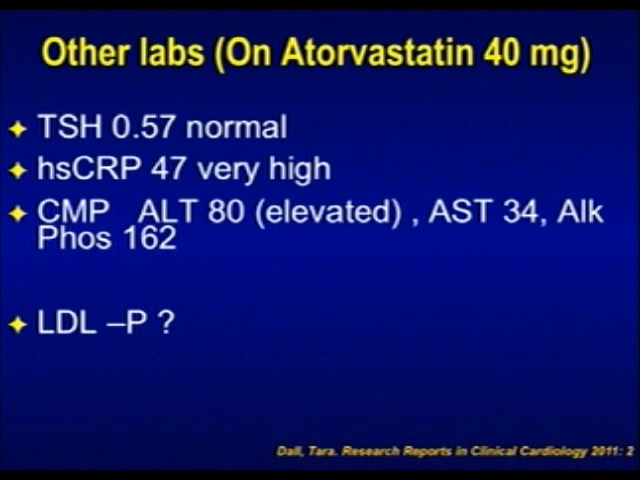 Other labs (On Atorvastatin 40 mg)
TSH 0.57 normal
hsCRP 47 very high
CMP ALT 80 (elevated) , AST 34, Alk
Phos 162
LDL –P ?
Dall, Tara. Research Reports in Clinical Cardiology 2011: 2